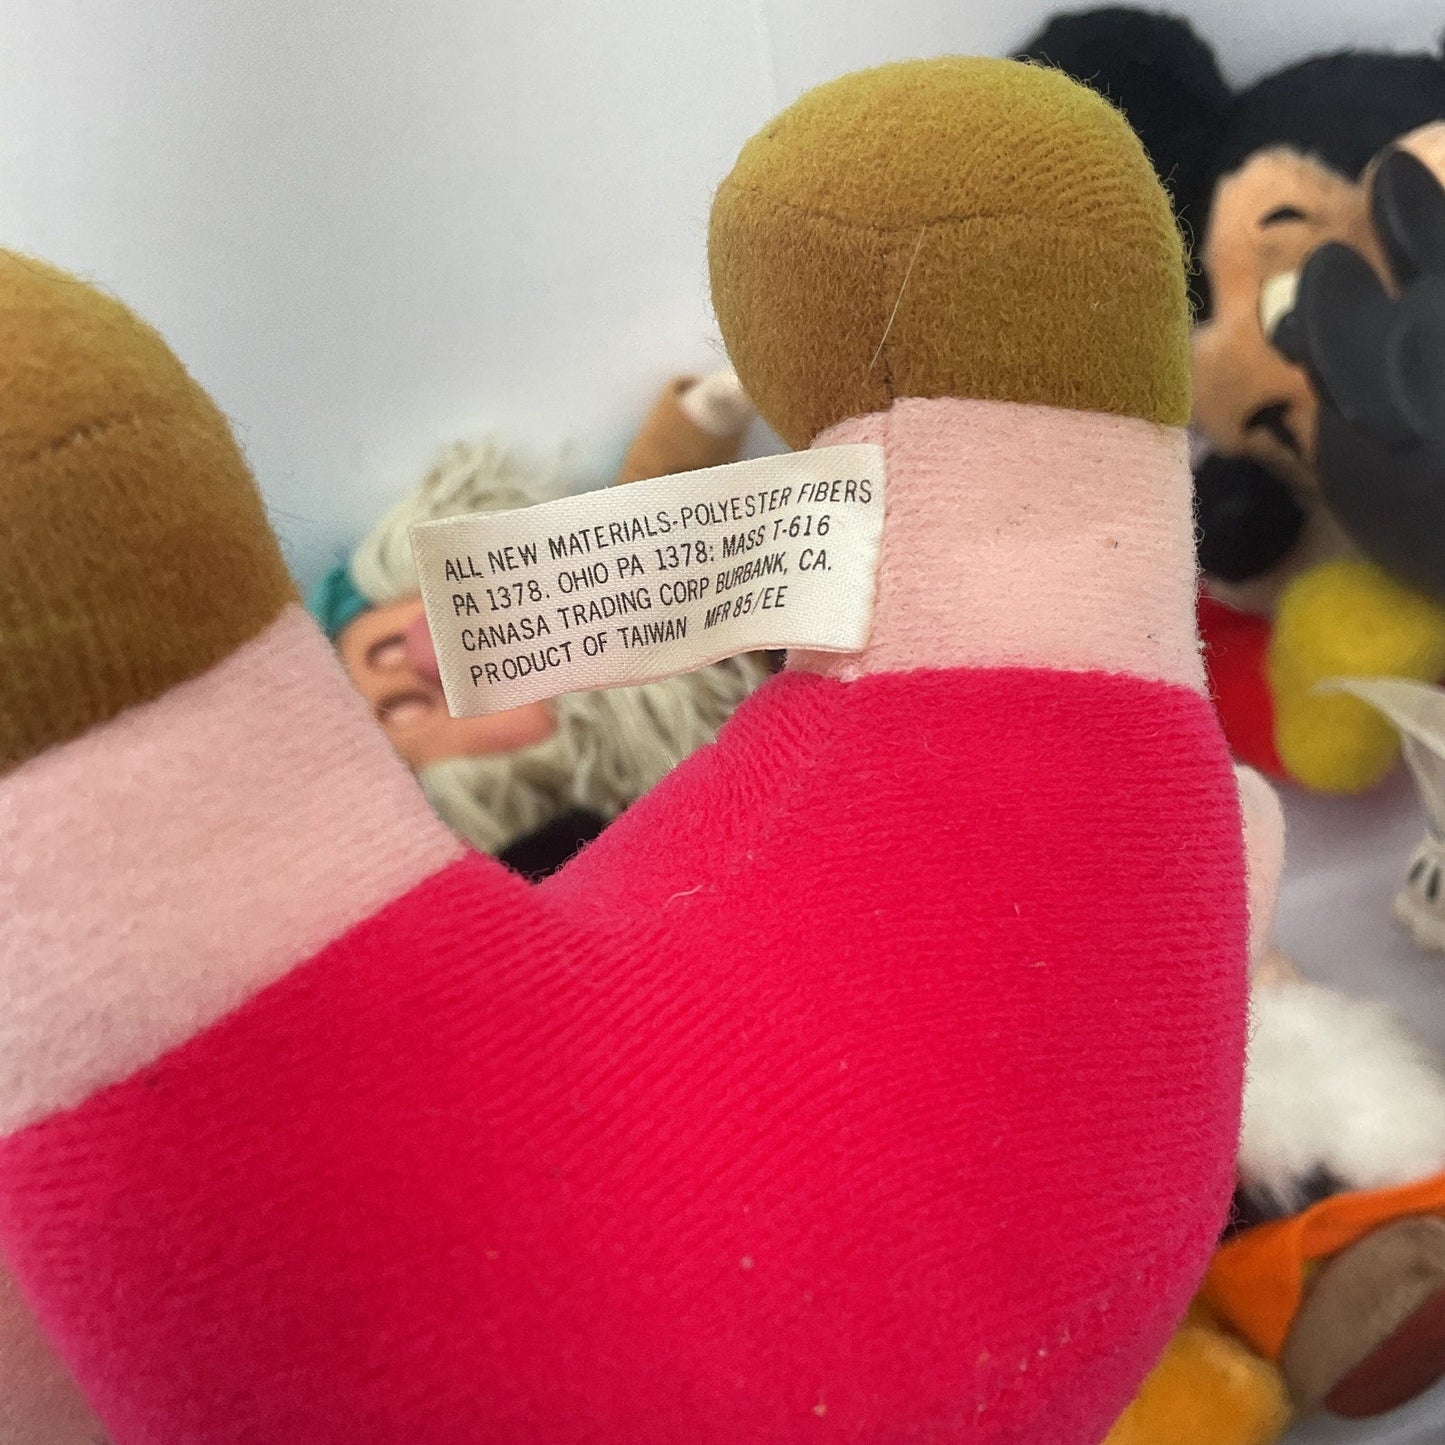 ALL NEW MATERIALS-POLYESTER FIBERS
PA 1378. OHIO PA 1378: MASS T-616
CANASA TRADING CORP BURBANK, CA.
PRODUCT OF TAIWAN MFR 85/EE